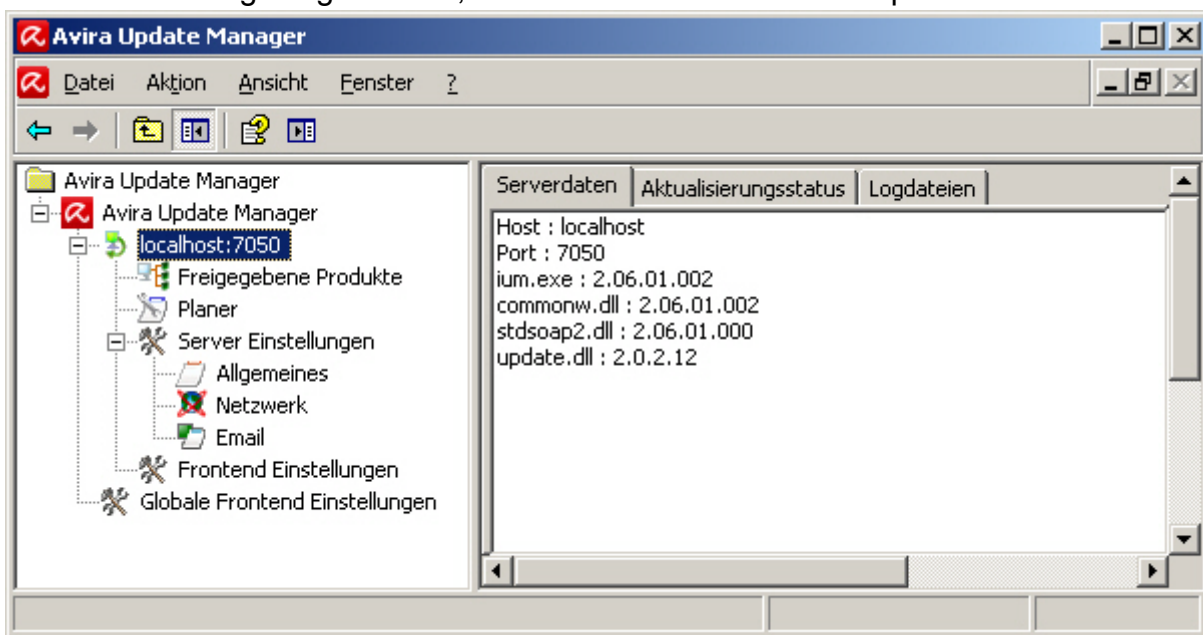 Avira Update Manager
Datei Aktion Ansicht Fenster ?
Avira Update Manager
Avira Update Manager
localhost:7050
Freigegebene Produkte
Planer
Server Einstellungen
Allgemeines
Netzwerk
Email
Frontend Einstellungen
Globale Frontend Einstellungen
Serverdaten Aktualisierungsstatus Logdateien
Host : localhost
Port : 7050
ium.exe : 2.06.01.002
commonw.dll : 2.06.01.002
stdsoap2.dll : 2.06.01.000
update.dll : 2.0.2.12